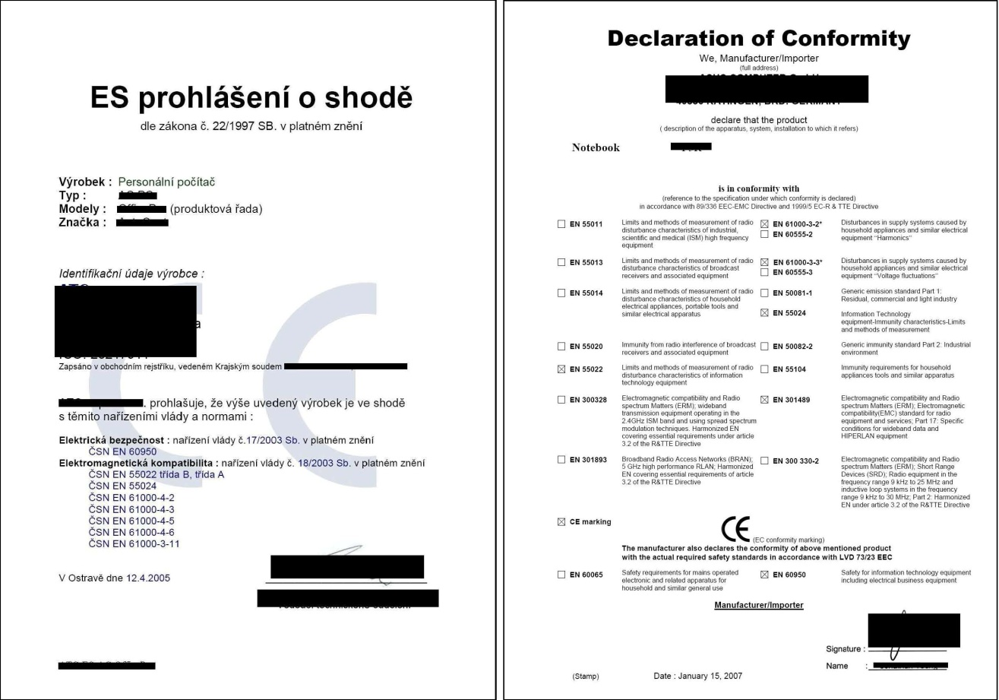 ES prohlášení o shodě
dle zákona č. 22/1997 SB. v platném znění
Výrobek : Personální počítač
Typ :
Modely : (produktová řada)
Značka :
Identifikační údaje výrobce :
Zapsáno v obchodním rejstříku, vedeném Krajským soudem
. prohlašuje, že výše uvedený výrobek je ve shodě
s těmito nařízeními vlády a normami :
Elektrická bezpečnost : nařízení vlády č.17/2003 Sb. v platném znění
ČSN EN 60950
Elektromagnetická kompatibilita : nařízení vlády č. 18/2003 Sb. v platném znění
ČSN EN 55022 třída B, třída A
ČSN EN 55024
ČSN EN 61000-4-2
ČSN EN 61000-4-3
ČSN EN 61000-4-5
ČSN EN 61000-4-6
ČSN EN 61000-3-11
V Ostravě dne 12.4.2005
Declaration of Conformity
We, Manufacturer/Importer
(full address)
declare that the product
( description of the apparatus, system, installation to which it refers)
Notebook
is in conformity with
(reference to the specification under which conformity is declared)
in accordance with 89/336 EEC-EMC Directive and 1999/5 EC-R & TTE Directive
EN 55011
Limits and methods of measurement of radio
disturbance characteristics of industrial,
scientific and medical (ISM) high frequency
equipment
EN 61000-3-2*
EN 60555-2
Disturbances in supply systems caused by
household appliances and similar electrical
equipment “Harmonics”
EN 55013
Limits and methods of measurement of radio
disturbance characteristics of broadcast
receivers and associated equipment
EN 61000-3-3*
EN 60555-3
Disturbances in supply systems caused by
household appliances and similar electrical
equipment “Voltage fluctuations”
EN 55014
Limits and methods of measurement of radio
disturbance characteristics of household
electrical appliances, portable tools and
similar electrical apparatus
EN 50081-1
Generic emission standard Part 1:
Residual, commercial and light industry
EN 55024
Information Technology
equipment-Immunity characteristics-Limits
and methods of measurement
EN 55020
Immunity from radio interference of broadcast
receivers and associated equipment
EN 50082-2
Generic immunity standard Part 2: Industrial
environment
EN 55022
Limits and methods of measurement of radio
disturbance characteristics of information
technology equipment
EN 55104
Immunity requirements for household
appliances tools and similar apparatus
EN 300328
Electromagnetic compatibility and Radio
spectrum Matters (ERM); wideband
transmission equipment operating in the
2.4GHz ISM band and using spread spectrum
modulation techniques. Harmonized EN
covering essential requirements under article
3.2 of the R&TTE Directive
EN 301489
Electromagnetic compatibility and Radio
spectrum Matters (ERM); Electromagnetic
compatibility(EMC) standard for radio
equipment and services; Part 17: Specific
conditions for wideband data and
HIPERLAN equipment
EN 301893
Broadband Radio Access Networks (BRAN);
5 GHz high performance RLAN; Harmonized
EN covering essential requirements of article
3.2 of the R&TTE Directive
EN 300 330-2
Electromagnetic compatibility and Radio
spectrum Matters (ERM); Short Range
Devices (SRD); Radio equipment in the
frequency range 9 kHz to 25 MHz and
inductive loop systems in the frequency
range 9 kHz to 30 MHz; Part 2: Harmonized
EN under article 3.2 of the R&TTE Directive
CE marking
CE (EC conformity marking)
The manufacturer also declares the conformity of above mentioned product
with the actual required safety standards in accordance with LVD 73/23 EEC
EN 60065
Safety requirements for mains operated
electronic and related apparatus for
household and similar general use
EN 60950
Safety for information technology equipment
including electrical business equipment
Manufacturer/Importer
Signature :
Name :
(Stamp) Date : January 15, 2007